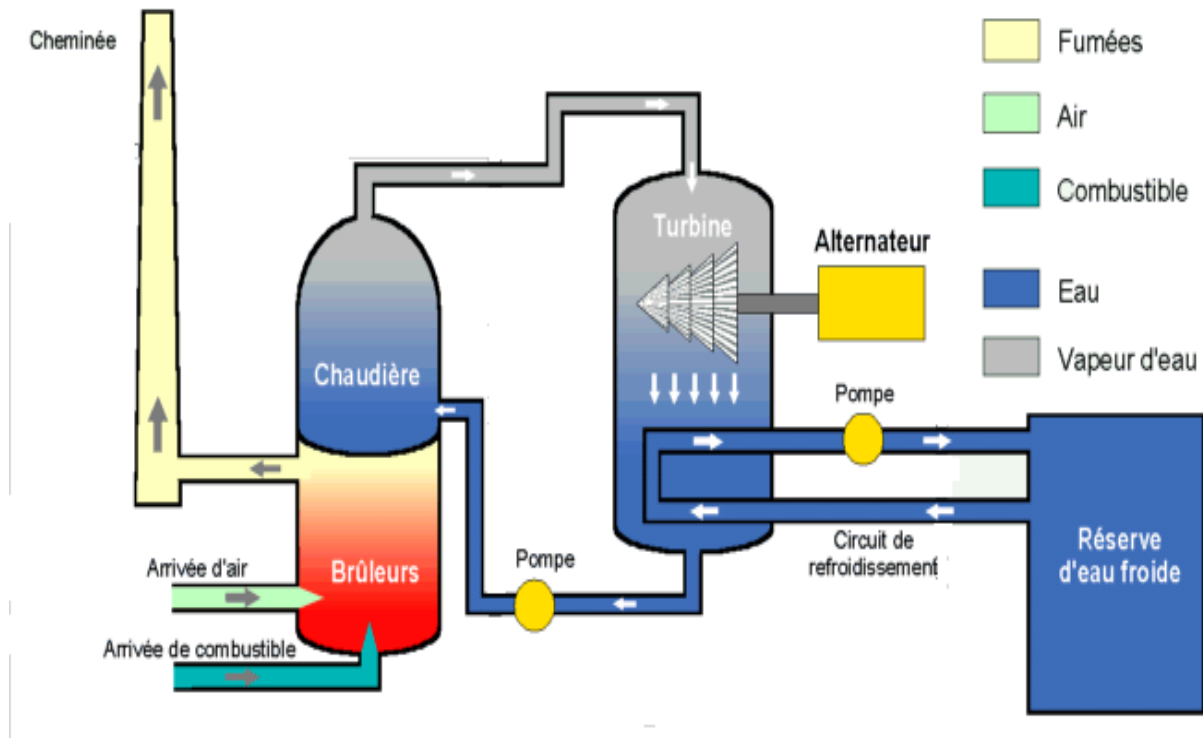 Cheminée
Fumées
Air
Combustible
Turbine
Alternateur
Eau
Vapeur d'eau
Chaudière
Pompe
Arrivée d'air
Brûleurs
Pompe
Circuit de
refroidissement
Réserve
d'eau froide
Arrivée de combustible